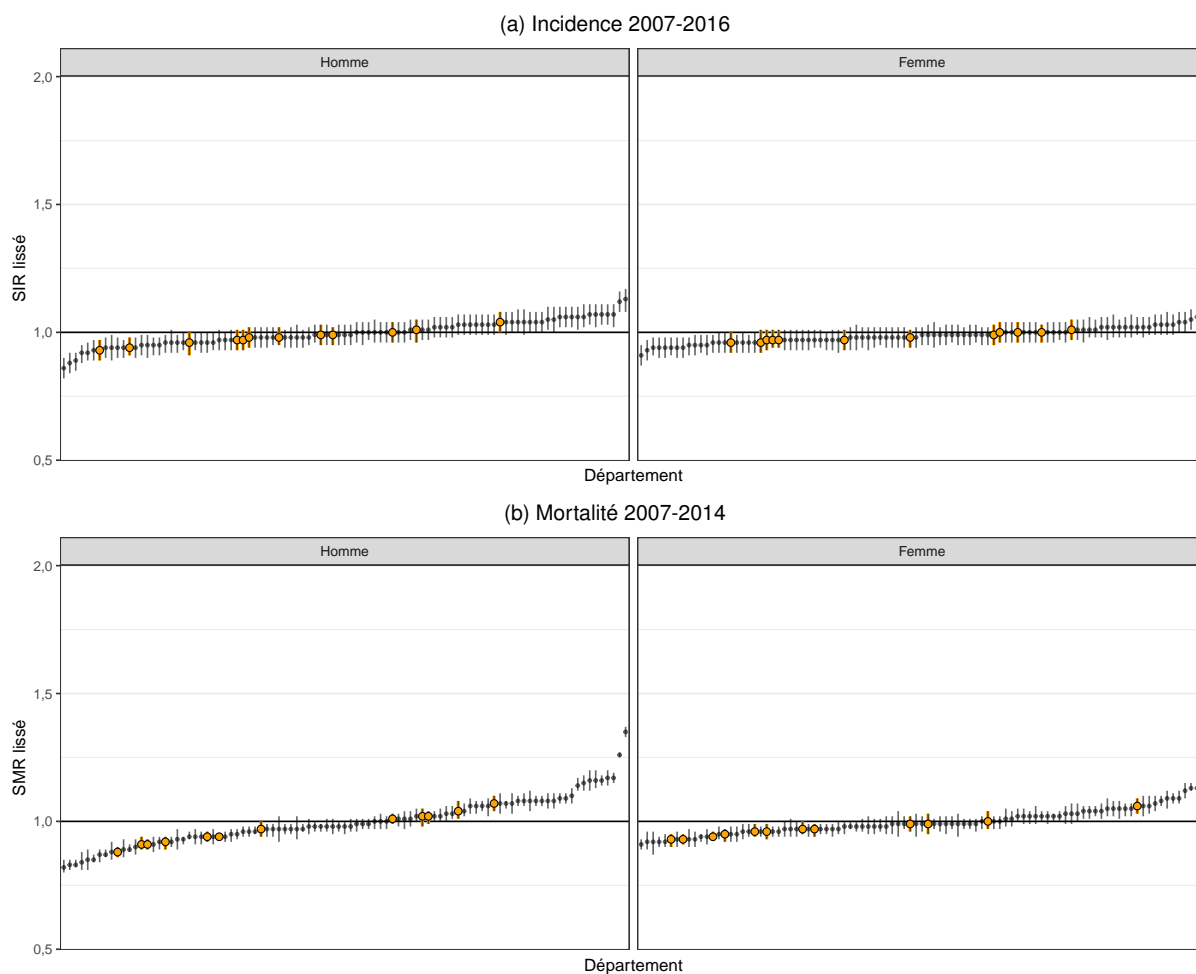 (a) Incidence 2007-2016
Homme
Femme
2,0
1,5
1,0
0,5
SIR lissé
Département
(b) Mortalité 2007-2014
Homme
Femme
2,0
1,5
1,0
0,5
SMR lissé
Département